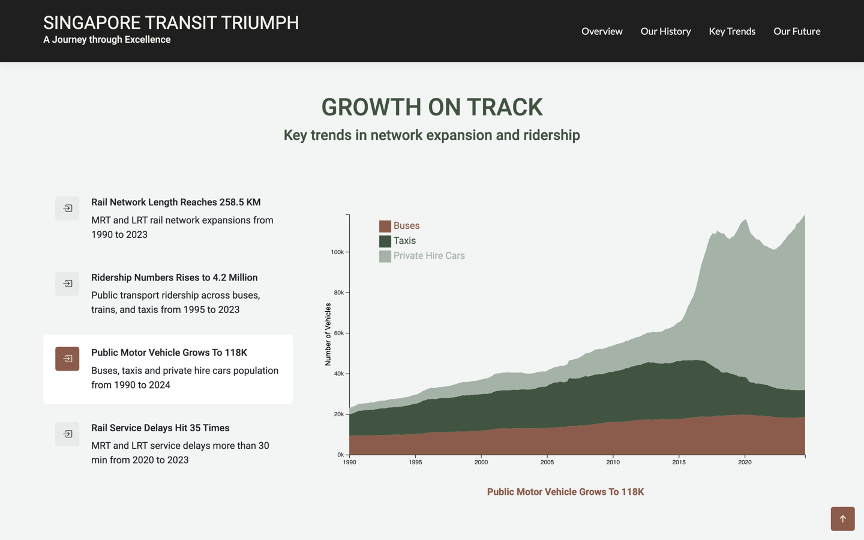 SINGAPORE TRANSIT TRIUMPH
A Journey through Excellence
Overview
Our History
Key Trends
Our Future
GROWTH ON TRACK
Key trends in network expansion and ridership
Rail Network Length Reaches 258.5 KM
MRT and LRT rail network expansions from
1990 to 2023
Ridership Numbers Rises to 4.2 Million
Public transport ridership across buses,
trains, and taxis from 1995 to 2023
Public Motor Vehicle Grows To 118K
Buses, taxis and private hire cars population
from 1990 to 2024
Rail Service Delays Hit 35 Times
MRT and LRT service delays more than 30
min from 2020 to 2023
Buses
Taxis
Private Hire Cars
Number of Vehicles
100k
80k
60k
40k
20k
0k
1990
1995
2000
2005
2010
2015
2020
Public Motor Vehicle Grows To 118K